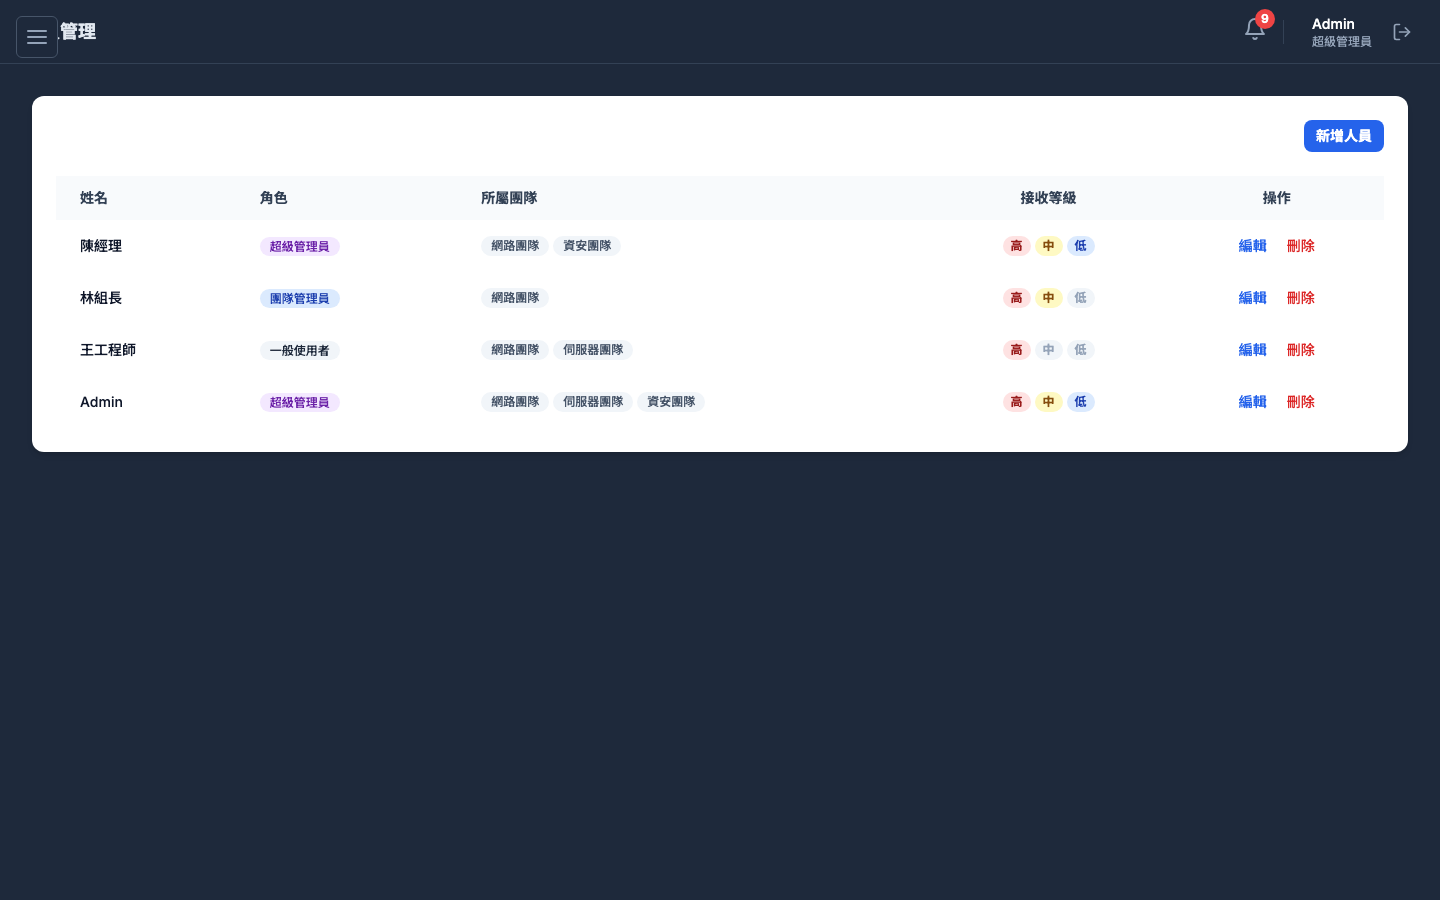 管理
9
Admin
超級管理員
新增人員
姓名 角色 所屬團隊 接收等級 操作
陳經理 超級管理員 網路團隊 資安團隊 高 中 低 編輯 刪除
林組長 團隊管理員 網路團隊 高 中 低 編輯 刪除
王工程師 一般使用者 網路團隊 伺服器團隊 高 中 低 編輯 刪除
Admin 超級管理員 網路團隊 伺服器團隊 資安團隊 高 中 低 編輯 刪除